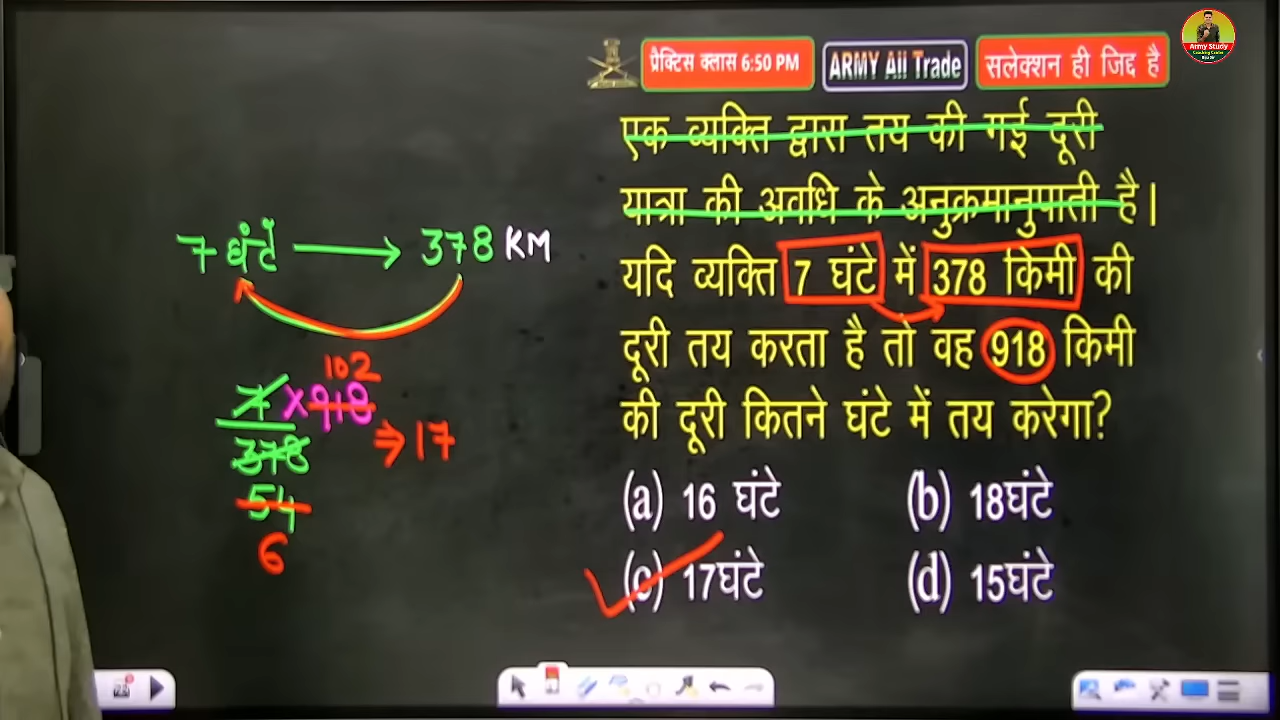 प्रैक्टिस क्लास 6:50 PM
ARMY All Trade
सलेक्शन ही जिद्द है
Army Study
एक व्यक्ति द्वारा तय की गई दूरी
यात्रा की अवधि के अनुक्रमानुपाती है।
यदि व्यक्ति 7 घंटे में 378 किमी की
दूरी तय करता है तो वह 918 किमी
की दूरी कितने घंटे में तय करेगा?
(a) 16 घंटे (b) 18घंटे
(c) 17घंटे (d) 15घंटे
7 घंटे → 378 KM
102
7 × 918
378 ⇒ 17
54
6